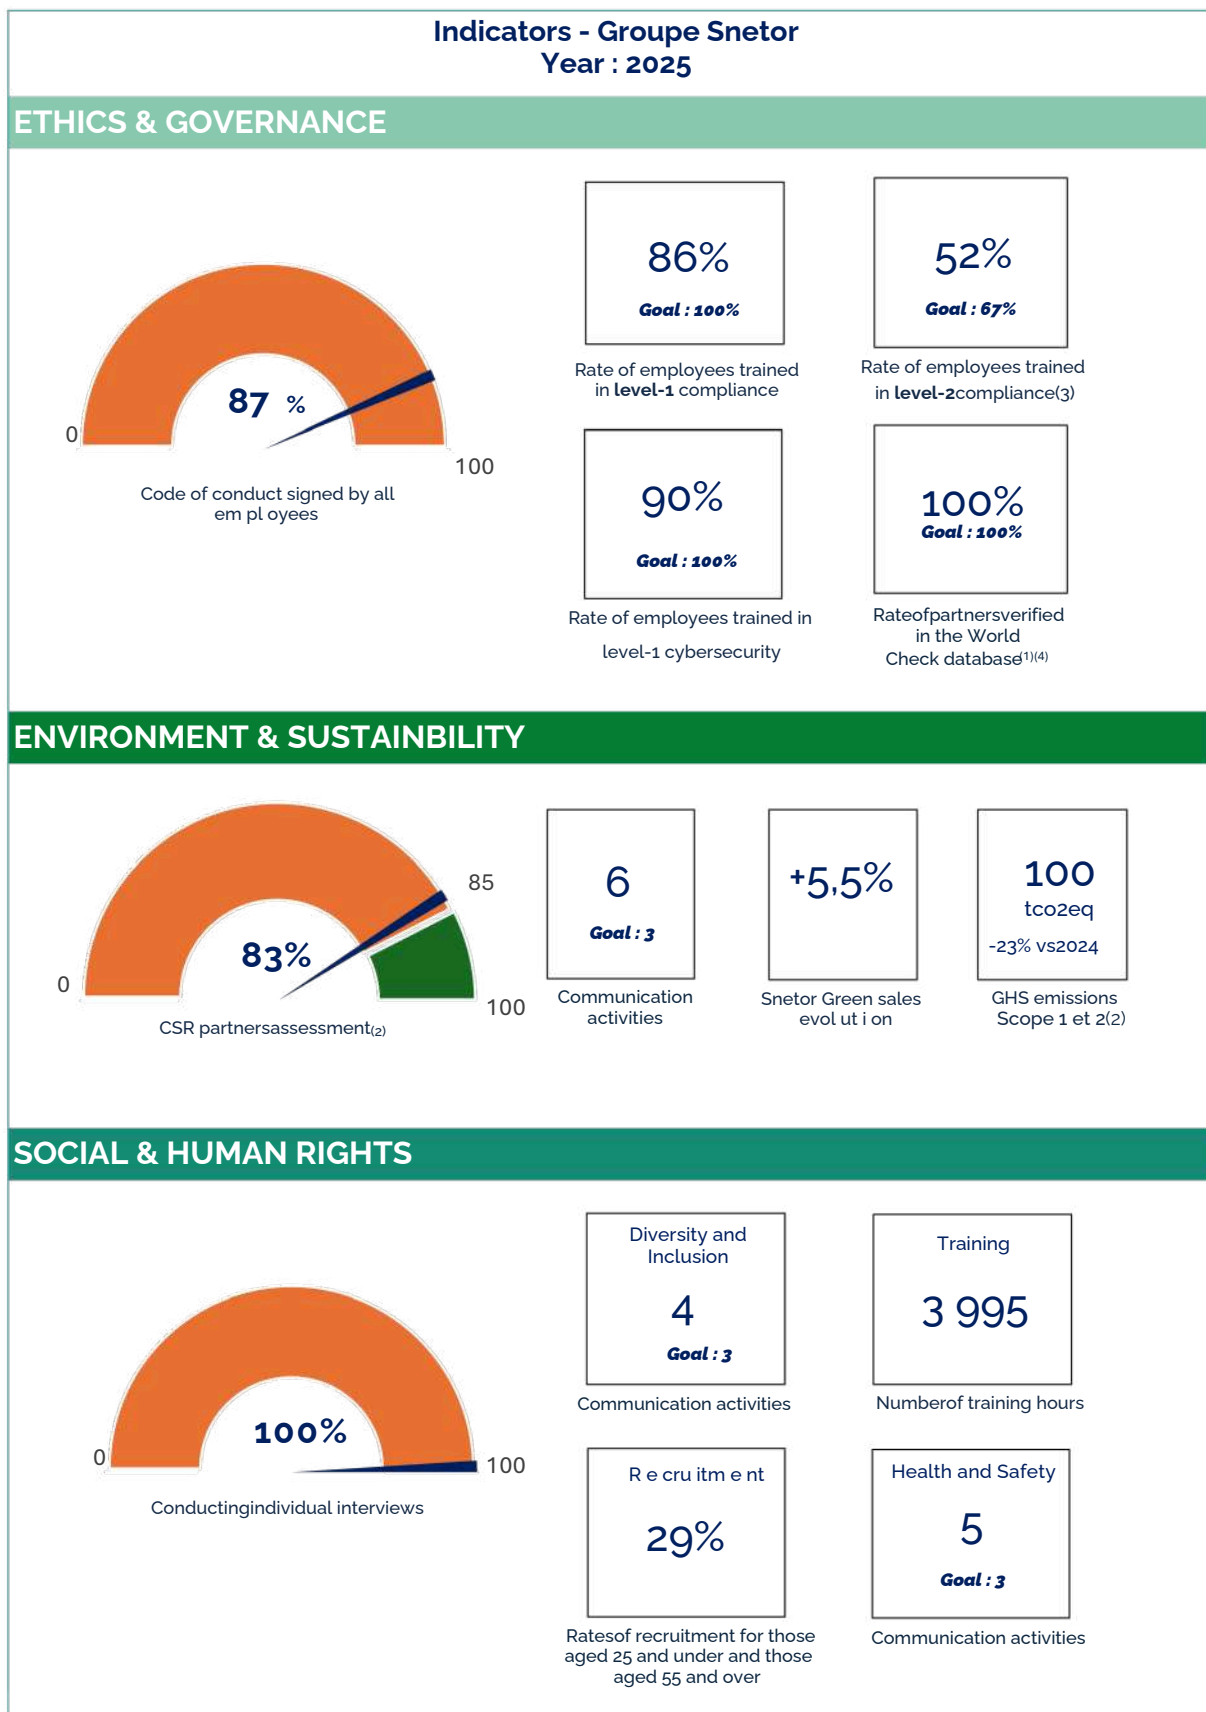 Indicators - Groupe Snetor
Year : 2025
ETHICS & GOVERNANCE
87 %
0
100
Code of conduct signed by all
em pl oyees
86%
Goal : 100%
Rate of employees trained
in level-1 compliance
52%
Goal : 67%
Rate of employees trained
in level-2compliance(3)
90%
Goal : 100%
Rate of employees trained in
level-1 cybersecurity
100%
Goal : 100%
Rateofpartnersverified
in the World
Check database(1)(4)
ENVIRONMENT & SUSTAINBILITY
85
83%
0
100
CSR partnersassessment(2)
6
Goal : 3
Communication
activities
+5,5%
Snetor Green sales
evol ut i on
100
tco2eq
-23% vs2024
GHS emissions
Scope 1 et 2(2)
SOCIAL & HUMAN RIGHTS
100%
0
100
Conductingindividual interviews
Diversity and
Inclusion
4
Goal : 3
Communication activities
Training
3 995
Numberof training hours
R e cru itm e nt
29%
Ratesof recruitment for those
aged 25 and under and those
aged 55 and over
Health and Safety
5
Goal : 3
Communication activities